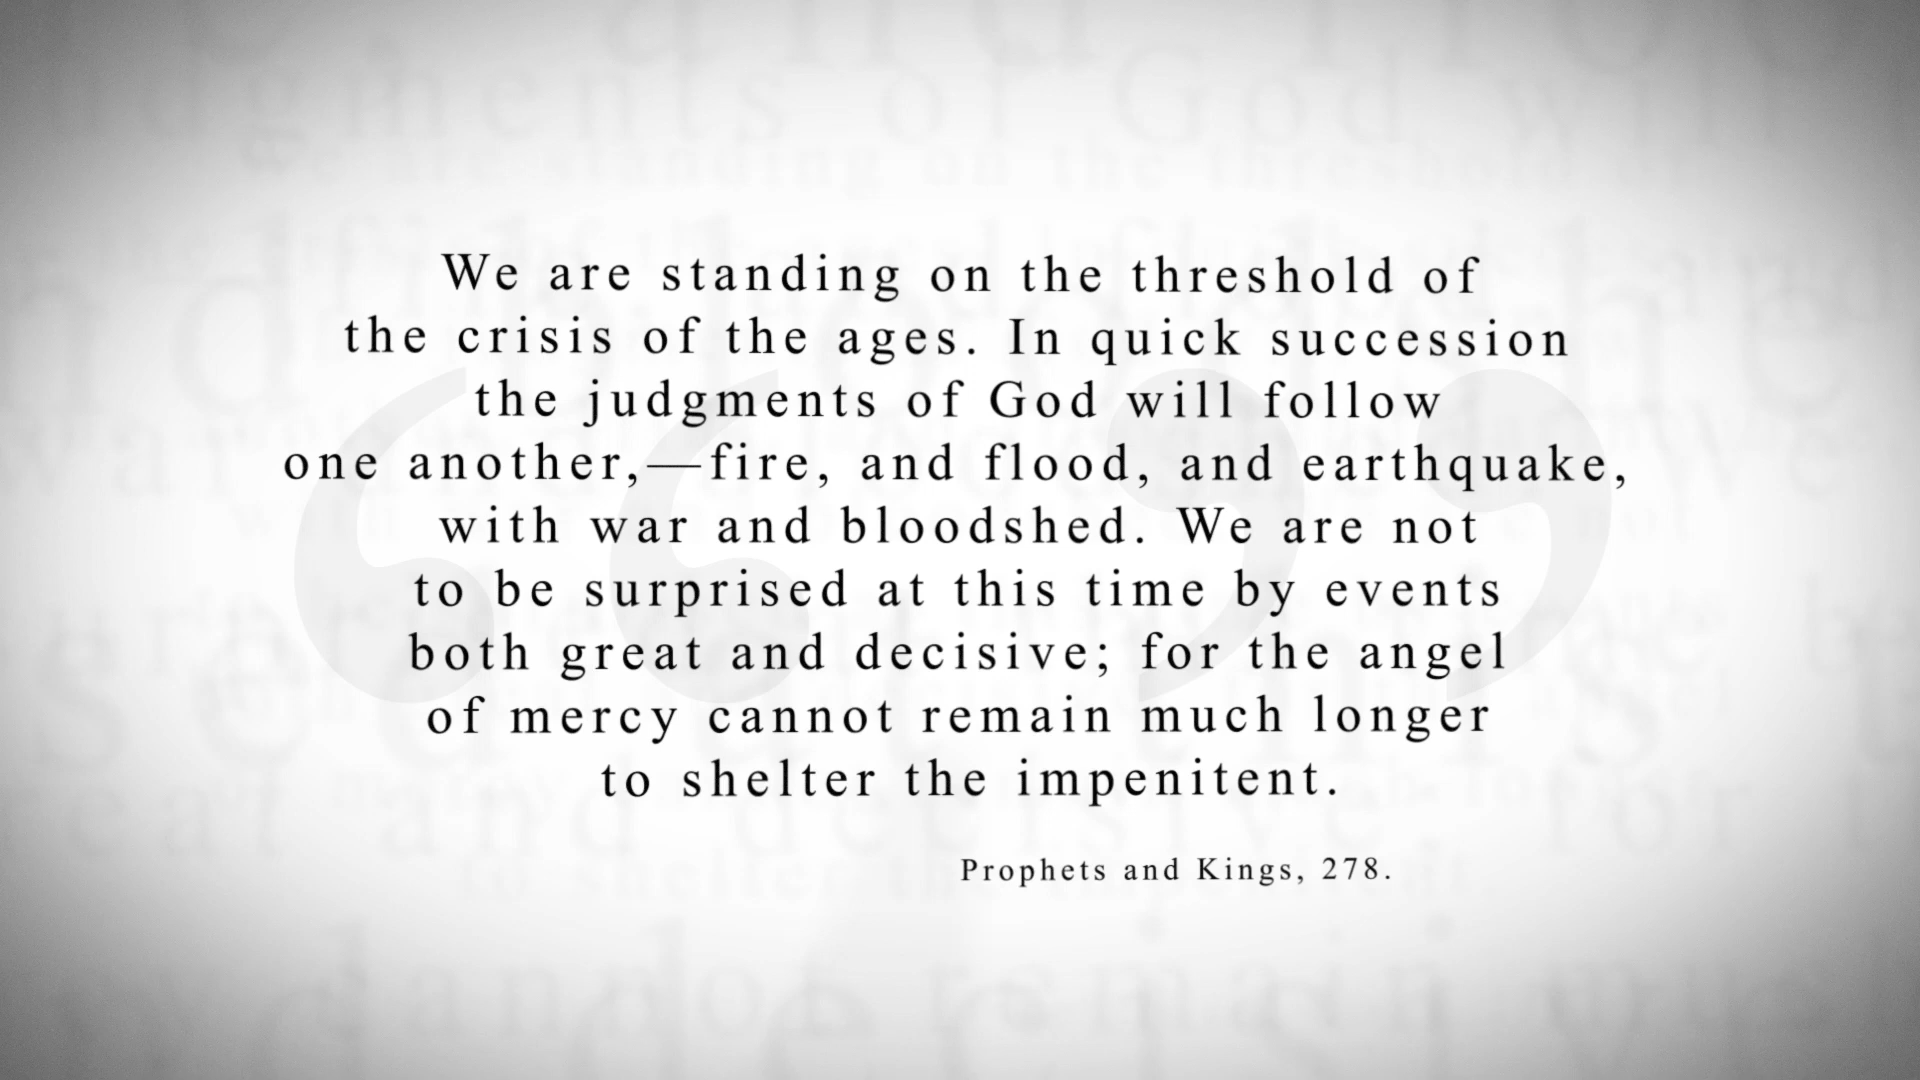 We are standing on the threshold of
the crisis of the ages. In quick succession
the judgments of God will follow
one another,—fire, and flood, and earthquake,
with war and bloodshed. We are not
to be surprised at this time by events
both great and decisive; for the angel
of mercy cannot remain much longer
to shelter the impenitent.
Prophets and Kings, 278.